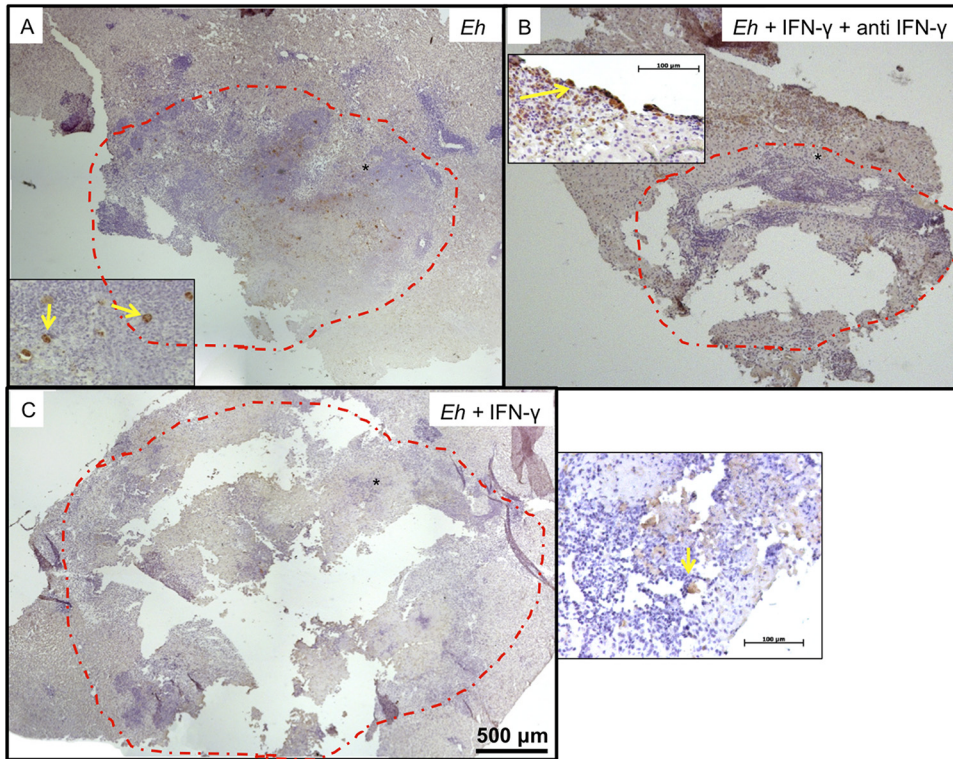 A
Eh
B
Eh + IFN-γ + anti IFN-γ
100 µm
*
*
C
Eh + IFN-γ
*
100 µm
500 µm